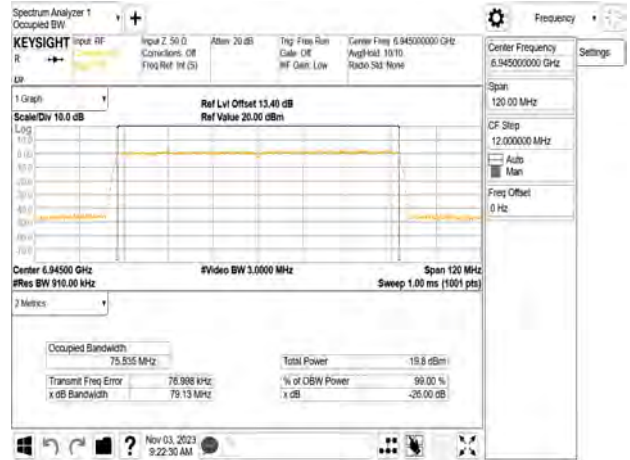 Spectrum Analyzer 1
Occupied BW
+
Frequency
KEYSIGHT
Input: RF
Input Z: 50 Ω
Atten: 20 dB
Trig: Free Run
Center Freq: 6.945000000 GHz
R
Corrections: Off
Gate: Off
Avg|Hold: 10/10
Freq Ref: Int (S)
#IF Gain: Low
Radio Std: None
Center Frequency
6.945000000 GHz
Settings
Span
120.00 MHz
CF Step
12.000000 MHz
Auto
Man
Freq Offset
0 Hz
1 Graph
Ref Lvl Offset 13.40 dB
Scale/Div 10.0 dB
Ref Value 20.00 dBm
Log
10.0
0.00
Center 6.94500 GHz
#Video BW 3.0000 MHz
Span 120 MHz
#Res BW 910.00 kHz
Sweep 1.00 ms (1001 pts)
2 Metrics
Occupied Bandwidth
75.535 MHz
Total Power
19.8 dBm
Transmit Freq Error
76.998 kHz
% of OBW Power
99.00 %
x dB Bandwidth
79.13 MHz
x dB
-26.00 dB
?
Nov 03, 2023
9:22:30 AM